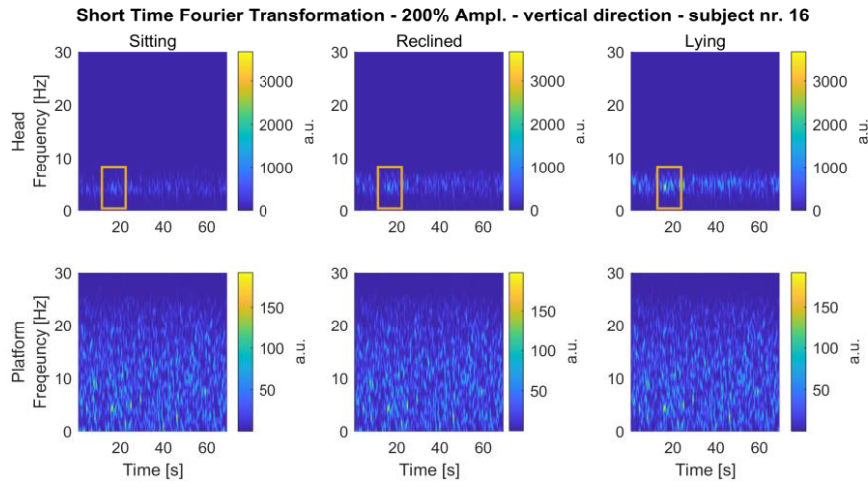 Short Time Fourier Transformation - 200% Ampl. - vertical direction - subject nr. 16
Sitting
Reclined
Lying
Head
Frequency [Hz]
30
20
10
0
20 40 60
3000
2000
1000
0
a.u.
30
20
10
0
20 40 60
3000
2000
1000
0
a.u.
30
20
10
0
20 40 60
3000
2000
1000
0
a.u.
Platform
Freqeuncy [Hz]
30
20
10
0
20 40 60
Time [s]
150
100
50
a.u.
30
20
10
0
20 40 60
Time [s]
150
100
50
a.u.
30
20
10
0
20 40 60
Time [s]
150
100
50
a.u.